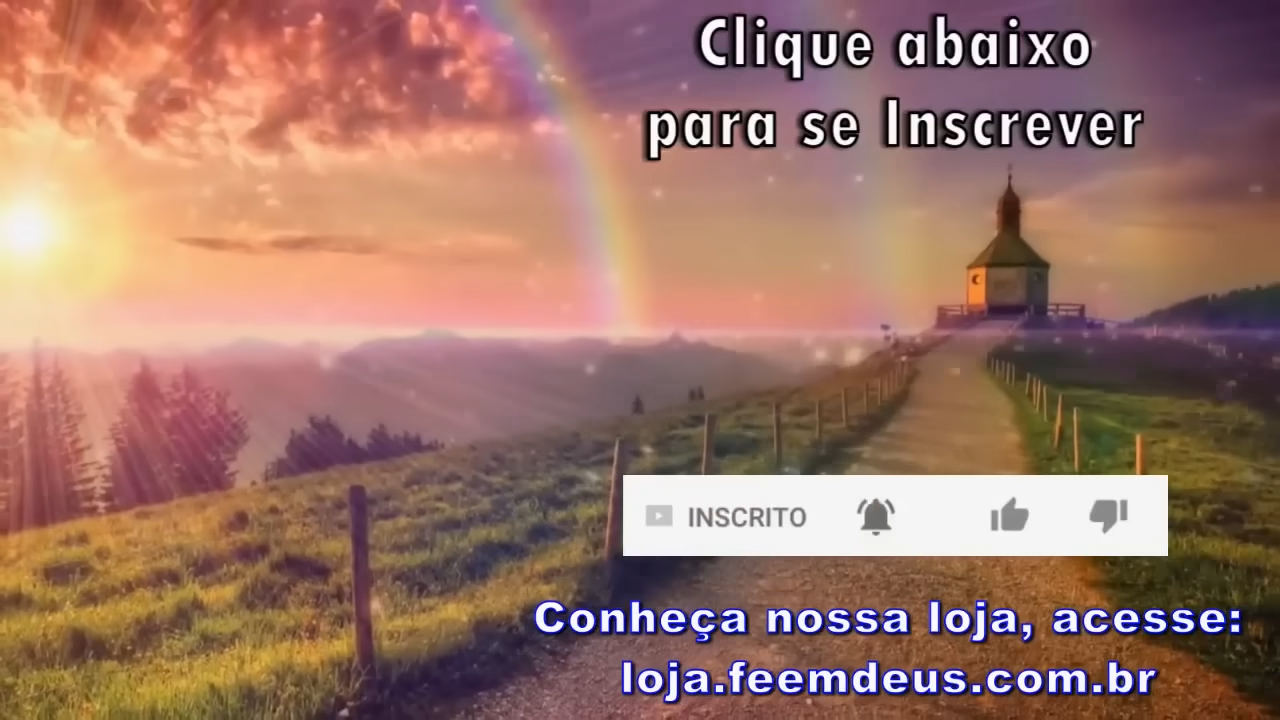 Clique abaixo
para se Inscrever
INSCRITO
Conheça nossa loja, acesse:
loja.feemdeus.com.br